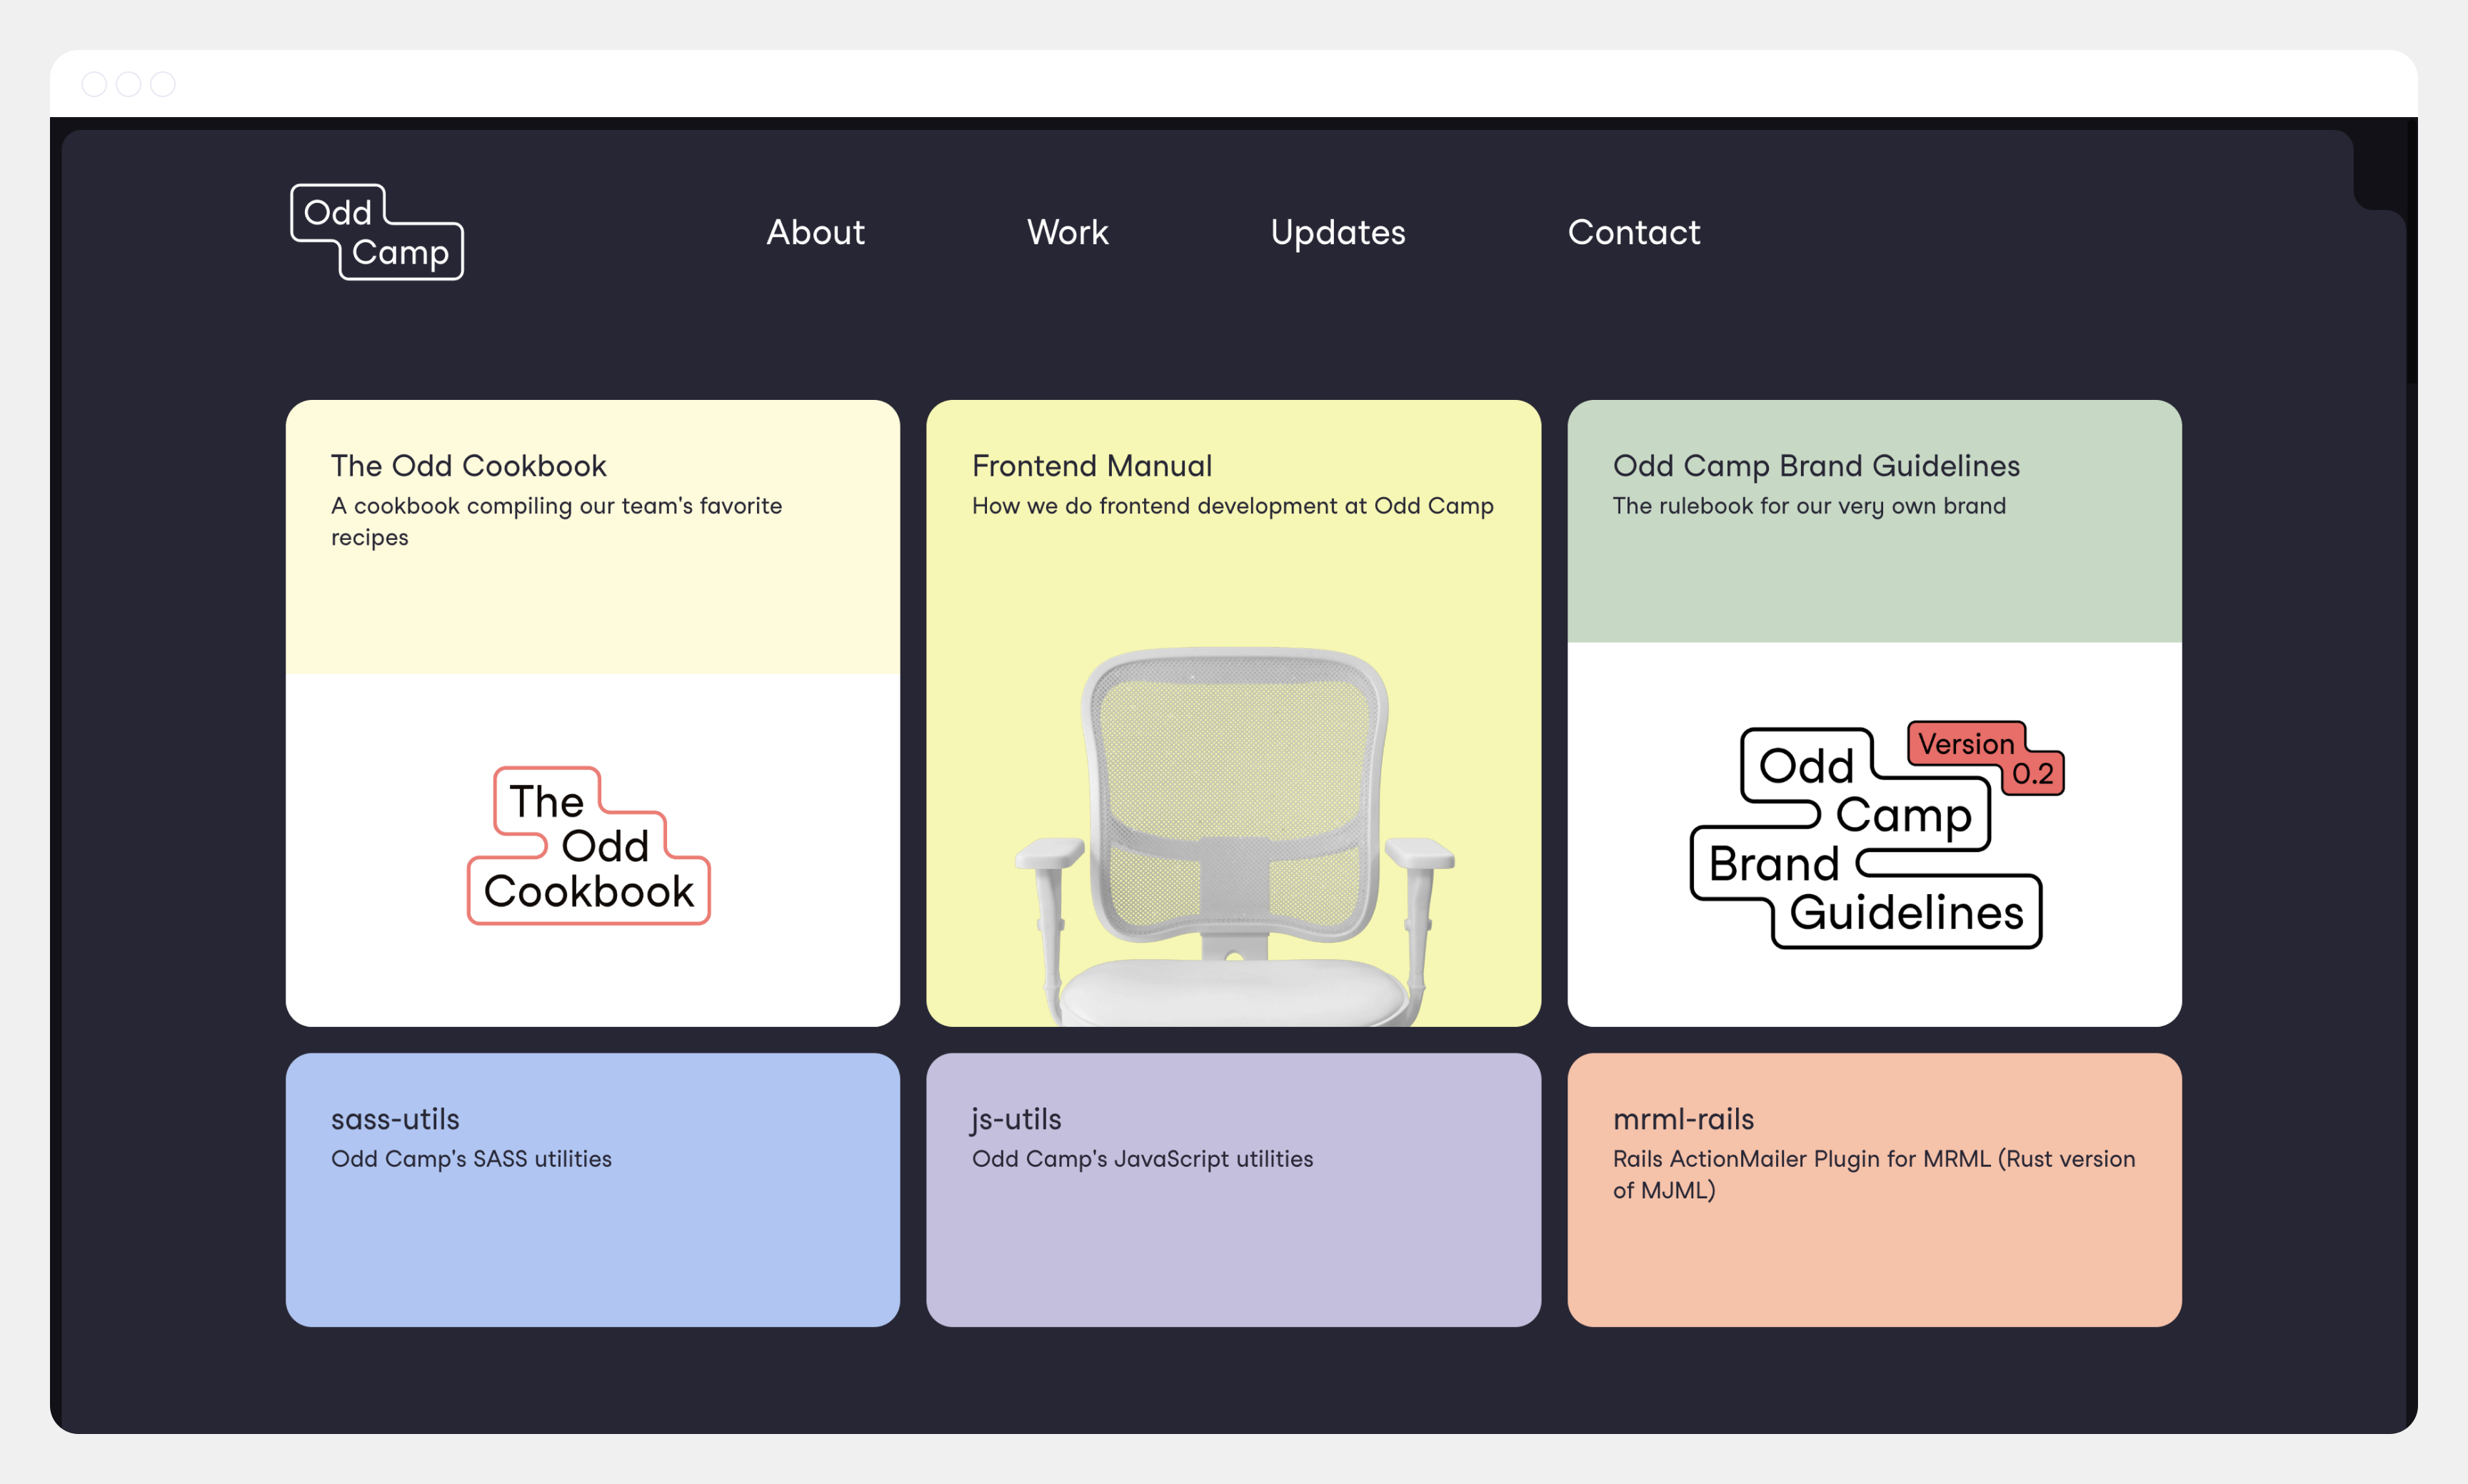 Odd
Camp
About
Work
Updates
Contact
The Odd Cookbook
A cookbook compiling our team's favorite
recipes
The
Odd
Cookbook
Frontend Manual
How we do frontend development at Odd Camp
Odd Camp Brand Guidelines
The rulebook for our very own brand
Odd
Camp
Brand
Guidelines
Version
0.2
sass-utils
Odd Camp's SASS utilities
js-utils
Odd Camp's JavaScript utilities
mrml-rails
Rails ActionMailer Plugin for MRML (Rust version
of MJML)